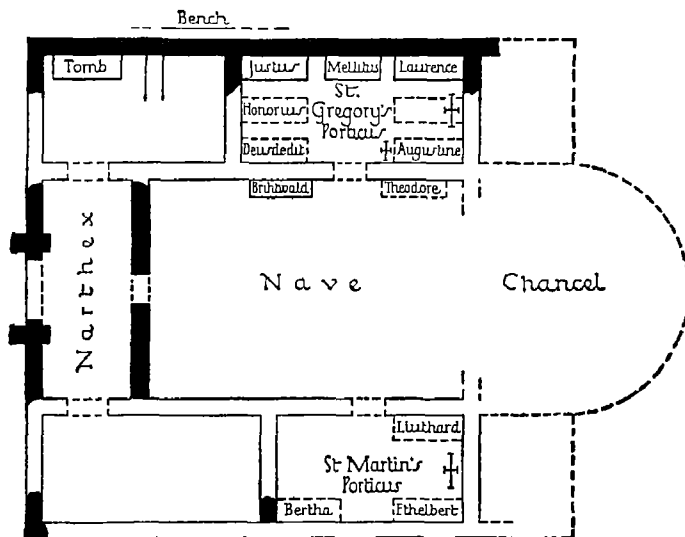 Bench
Tomb
Justus
Mellitus
Laurence
St.
Gregory's
Porticus
Honorius
Deusdedit
Augustine
Brihtwald
Theodore
Narthex
Nave
Chancel
Liuthard
St Martin's
Porticus
Bertha
Ethelbert